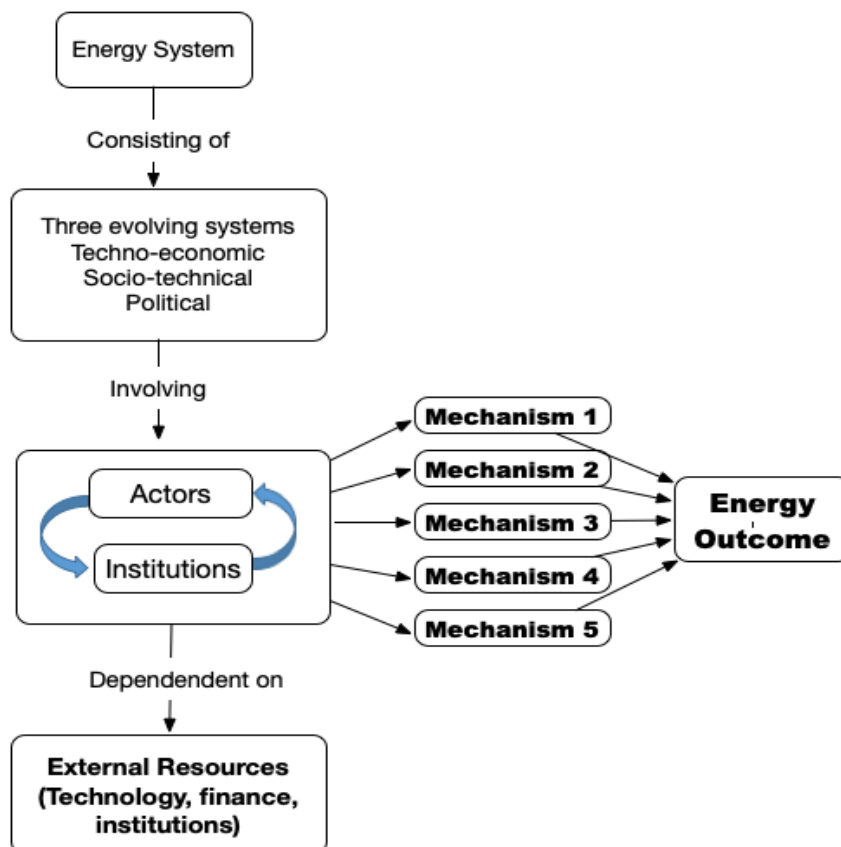 Energy System
Consisting of
Three evolving systems
Techno-economic
Socio-technical
Political
Involving
Actors
Institutions
Mechanism 1
Mechanism 2
Mechanism 3
Mechanism 4
Mechanism 5
Energy
Outcome
Dependendent on
External Resources
(Technology, finance,
institutions)